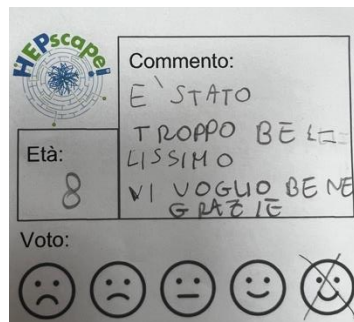 HEPscape!
Commento:
E` STATO
TROPPO BEL
LISSIMO
VI VOGLIO BENE
GRAZIE
Età:
8
Voto: